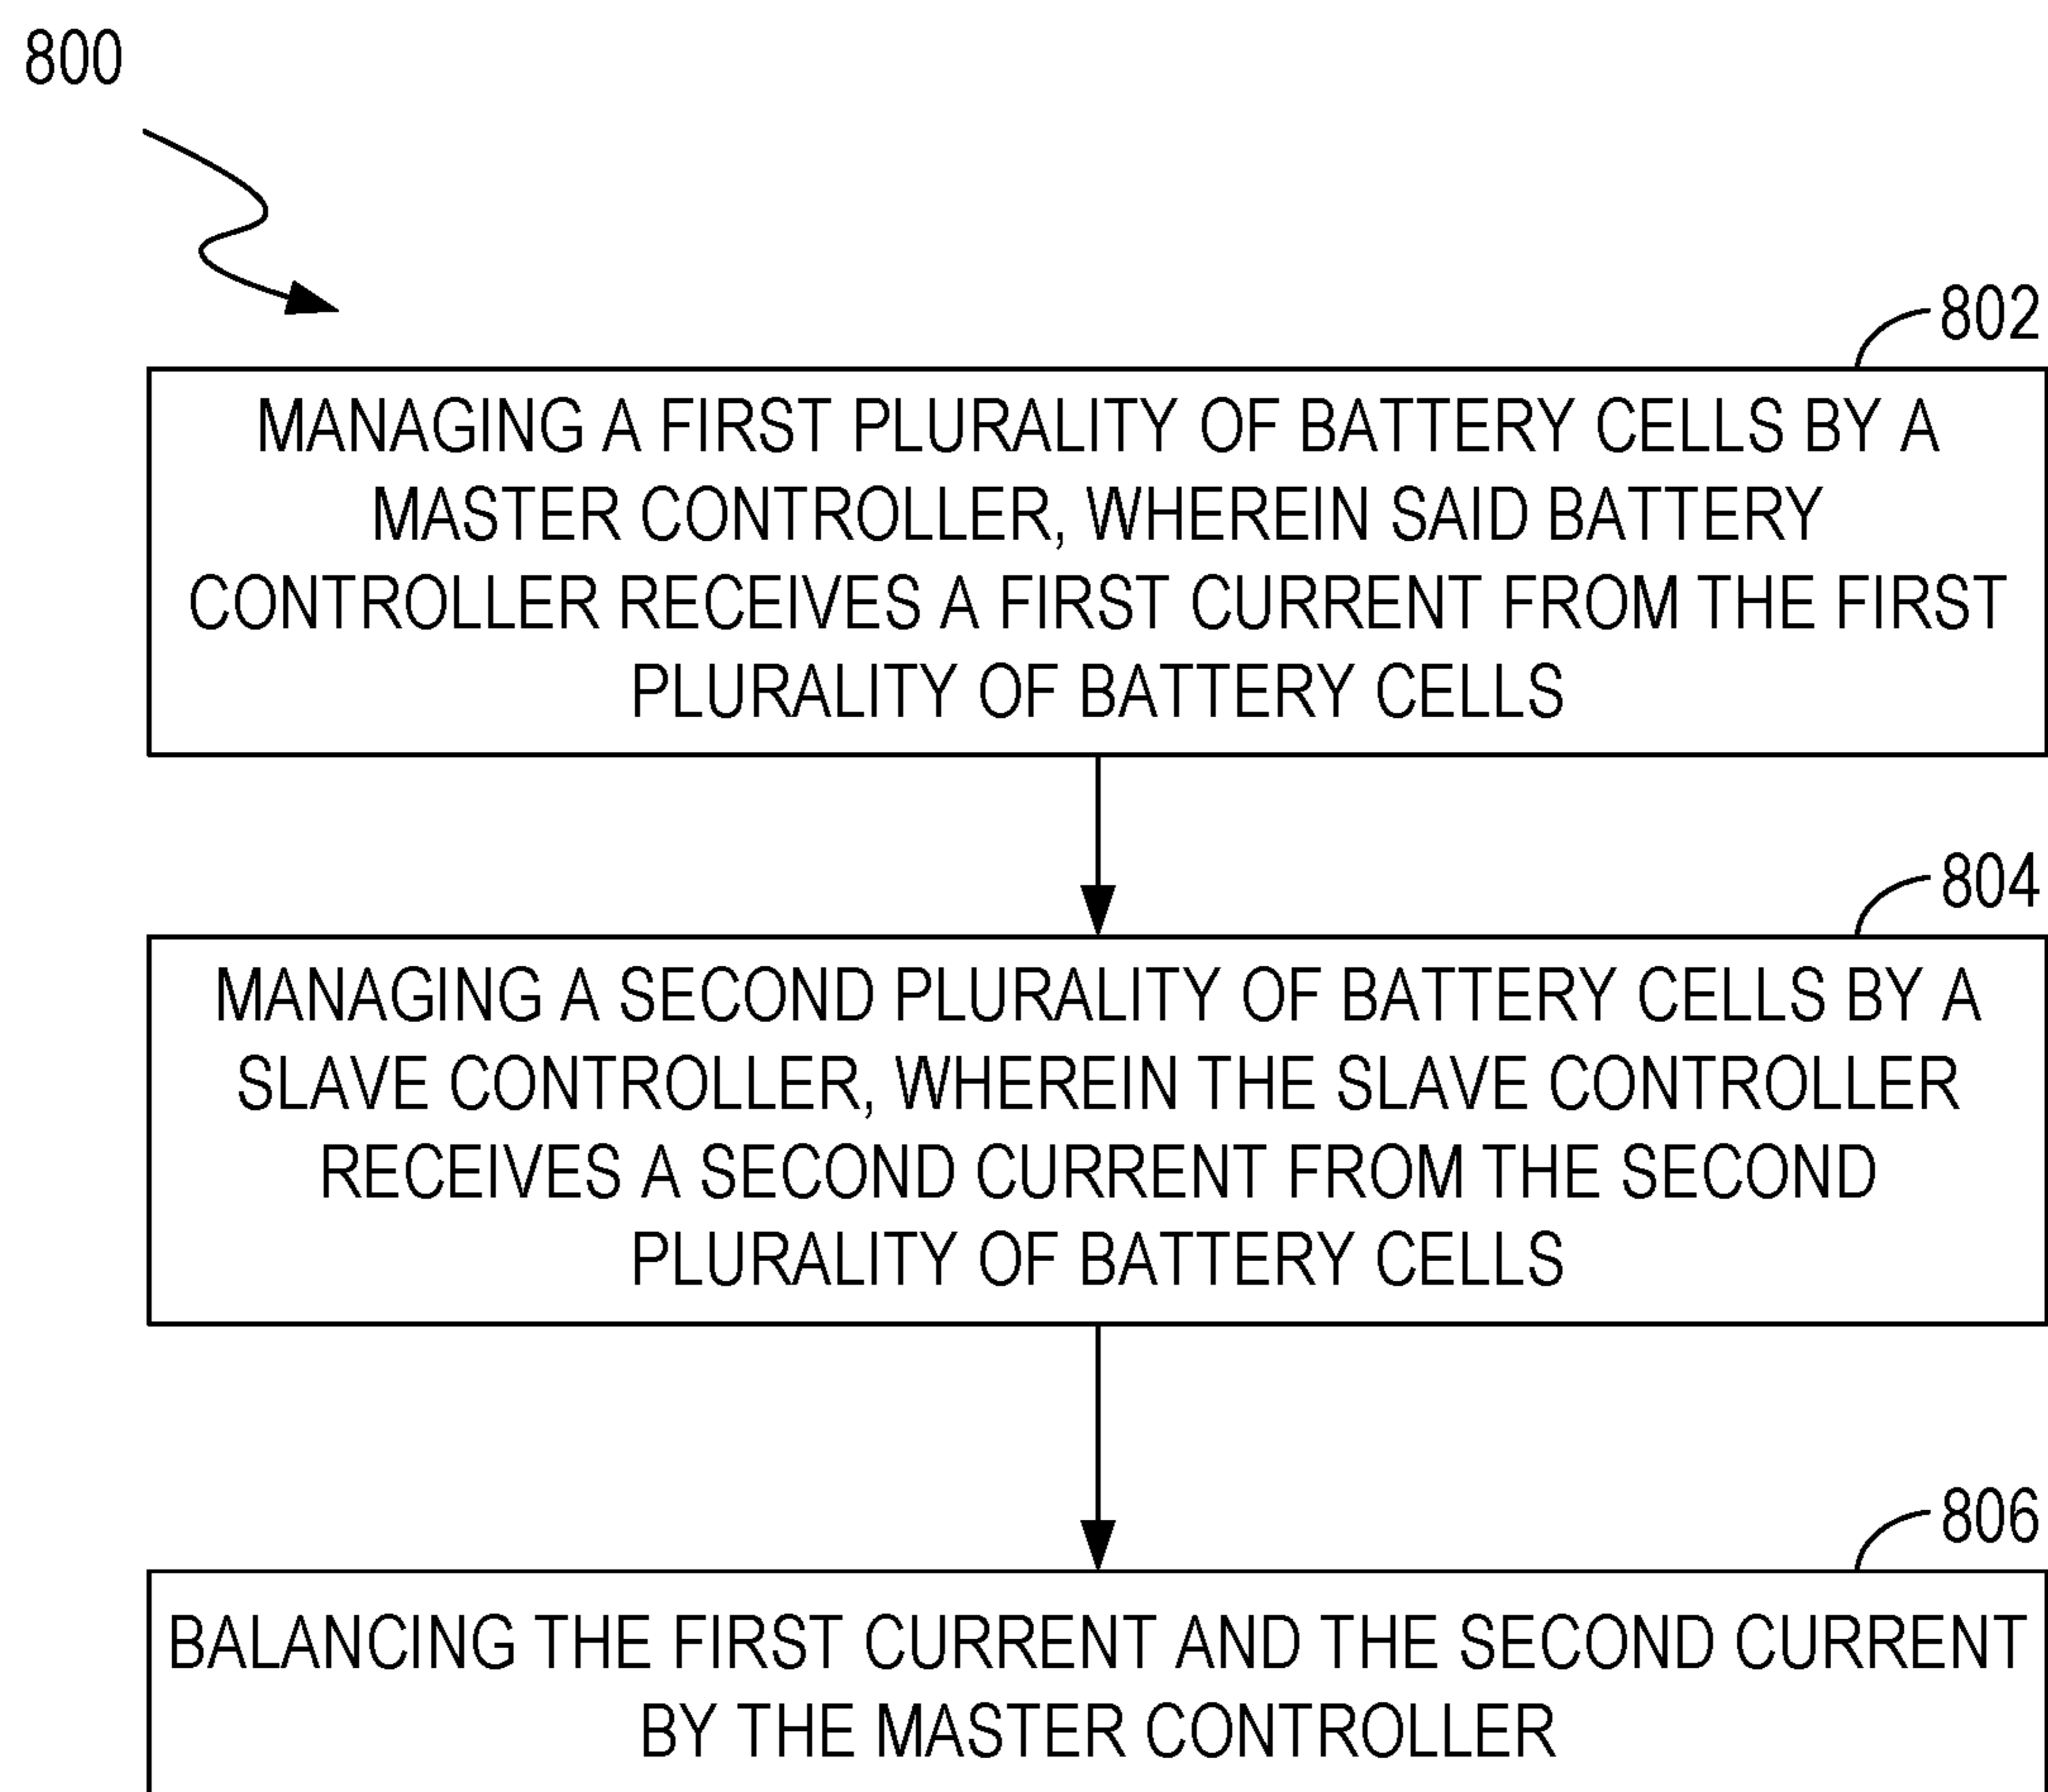 800
802
MANAGING A FIRST PLURALITY OF BATTERY CELLS BY A
MASTER CONTROLLER, WHEREIN SAID BATTERY
CONTROLLER RECEIVES A FIRST CURRENT FROM THE FIRST
PLURALITY OF BATTERY CELLS
804
MANAGING A SECOND PLURALITY OF BATTERY CELLS BY A
SLAVE CONTROLLER, WHEREIN THE SLAVE CONTROLLER
RECEIVES A SECOND CURRENT FROM THE SECOND
PLURALITY OF BATTERY CELLS
806
BALANCING THE FIRST CURRENT AND THE SECOND CURRENT
BY THE MASTER CONTROLLER